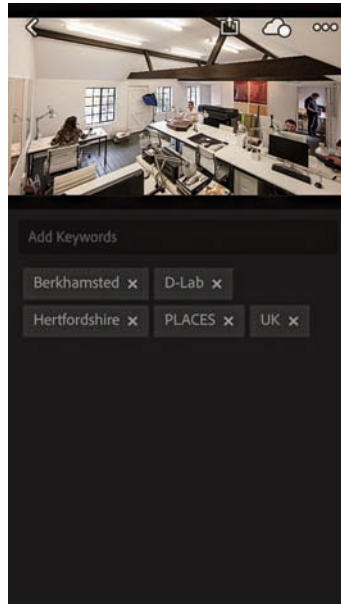 Add Keywords
Berkhamsted x D-Lab x
Hertfordshire x PLACES x UK x